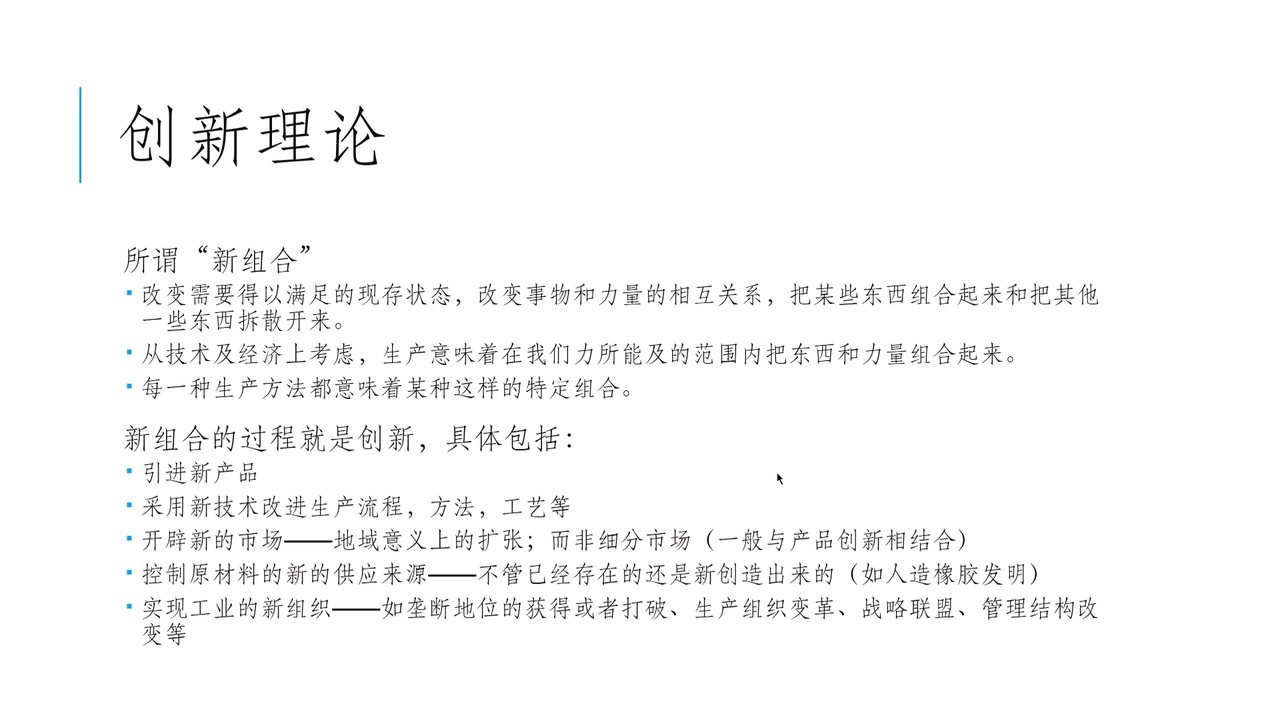 创新理论
所谓“新组合”
改变需要得以满足的现存状态，改变事物和力量的相互关系，把某些东西组合起来和把其他
一些东西拆散开来。
从技术及经济上考虑，生产意味着在我们力所能及的范围内把东西和力量组合起来。
每一种生产方法都意味着某种这样的特定组合。
新组合的过程就是创新，具体包括：
引进新产品
采用新技术改进生产流程，方法，工艺等
开辟新的市场——地域意义上的扩张；而非细分市场（一般与产品创新相结合）
控制原材料的新的供应来源——不管已经存在的还是新创造出来的（如人造橡胶发明）
实现工业的新组织——如垄断地位的获得或者打破、生产组织变革、战略联盟、管理结构改
变等